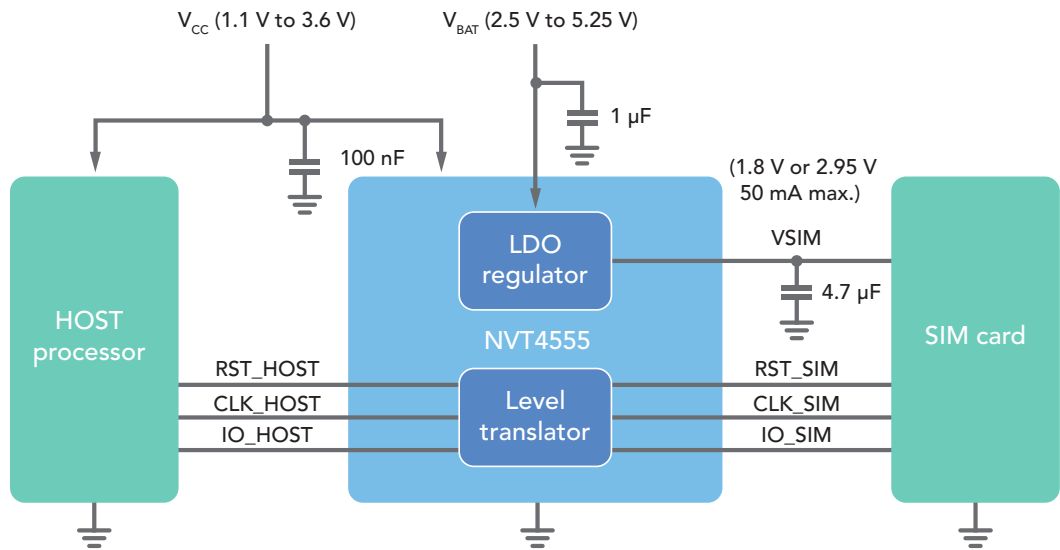 VCC (1.1 V to 3.6 V)
VBAT (2.5 V to 5.25 V)
1 µF
100 nF
(1.8 V or 2.95 V
50 mA max.)
LDO
regulator
VSIM
4.7 µF
HOST
processor
NVT4555
SIM card
RST_HOST
RST_SIM
CLK_HOST
Level
translator
CLK_SIM
IO_HOST
IO_SIM